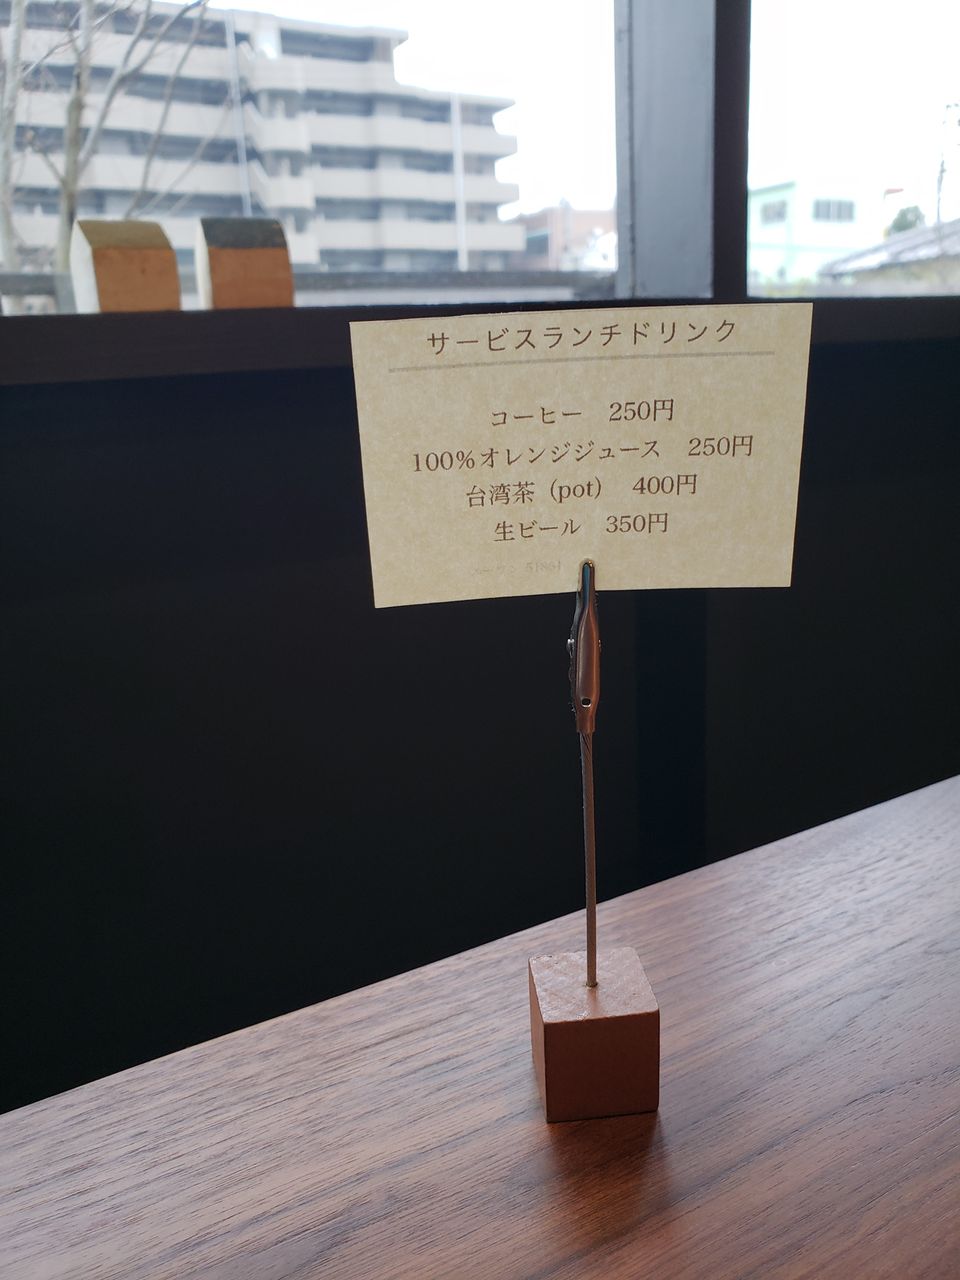 サービスランチドリンク
コーヒー 250円
100%オレンジジュース 250円
台湾茶（pot） 400円
生ビール 350円